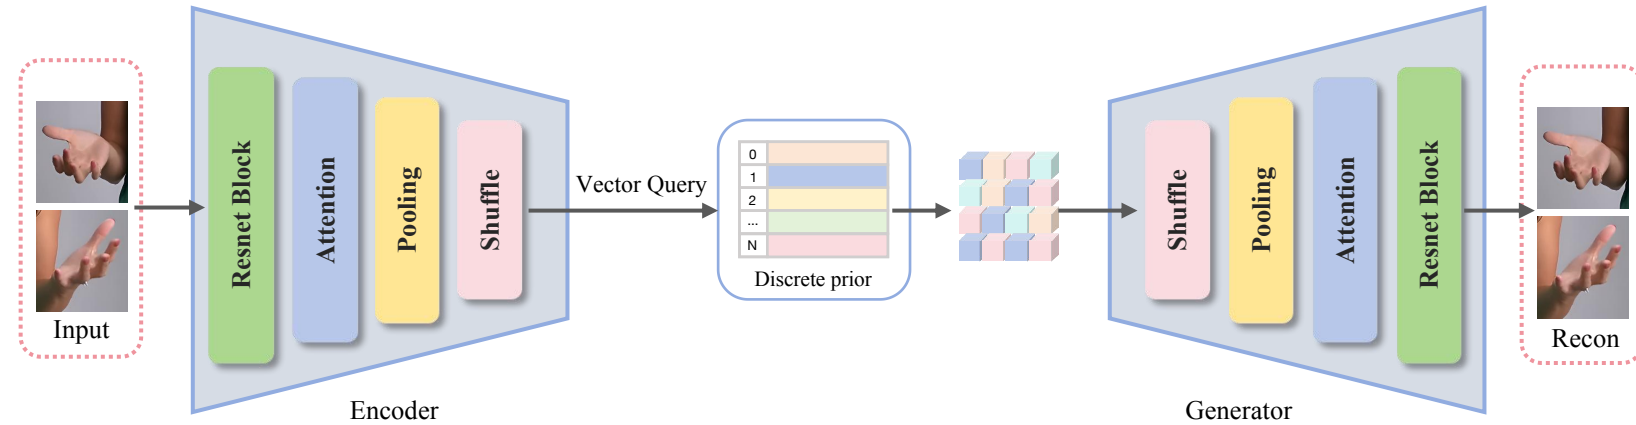 Input
Resnet Block
Attention
Pooling
Shuffle
Encoder
Vector Query
0
1
2
...
N
Discrete prior
Shuffle
Pooling
Attention
Resnet Block
Generator
Recon